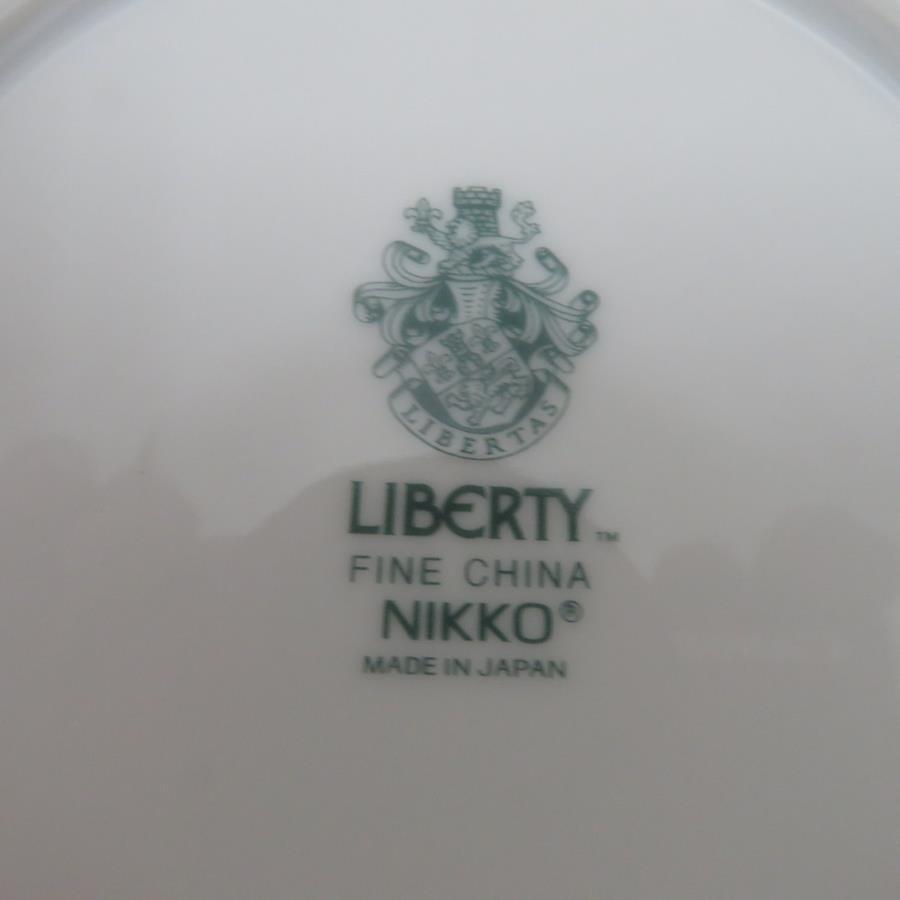 LIBERTAS
LIBERTY™
FINE CHINA
NIKKO®
MADE IN JAPAN